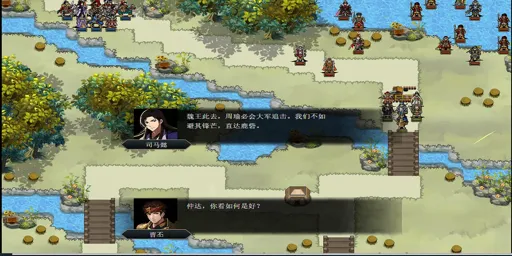 魏王此去，周瑜必会大军追击。我们不如
避其锋芒，直达鹿砦。
司马懿
仲达，你看如何是好？
曹丕